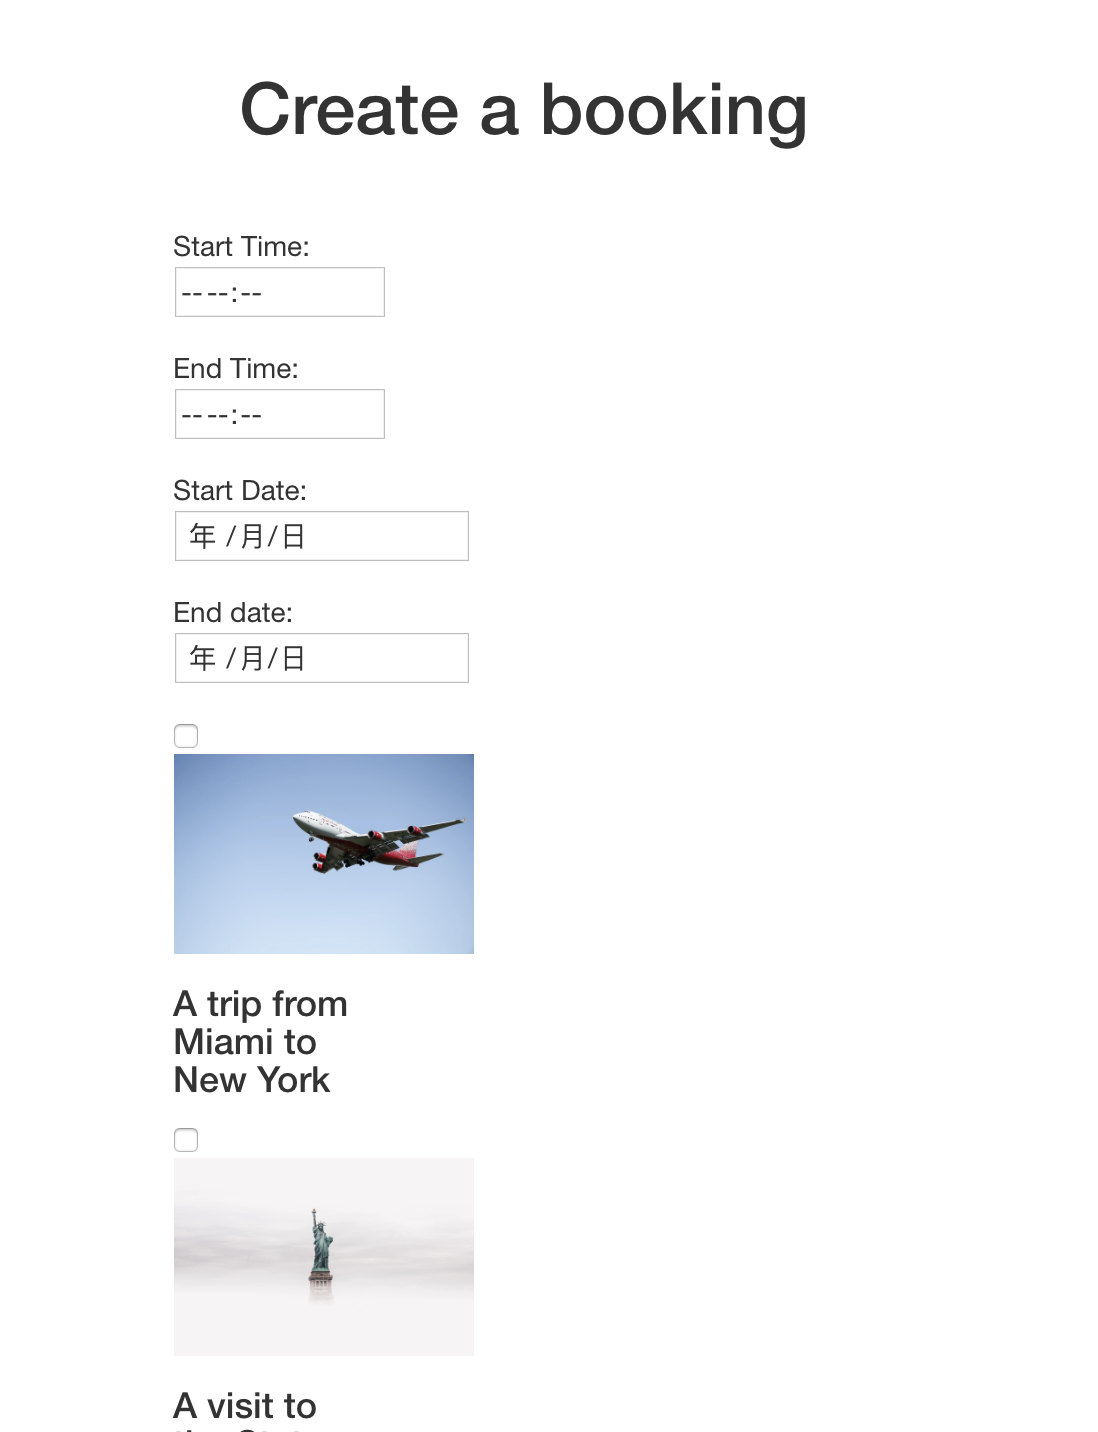 Create a booking
Start Time:
-- --:--
End Time:
-- --:--
Start Date:
年 /月/日
End date:
年 /月/日
A trip from
Miami to
New York
A visit to